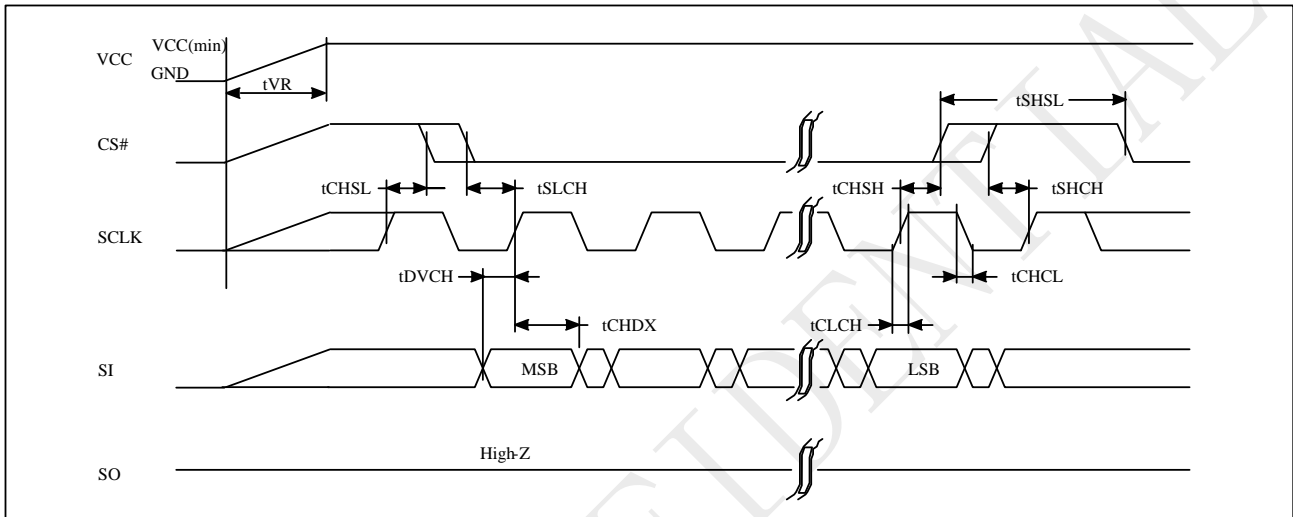 VCC
VCC(min)
GND
tVR
tSHSL
CS#
tCHSL
tSLCH
tCHSH
tSHCH
SCLK
tDVCH
tCHCL
tCHDX
tCLCH
SI
MSB
LSB
SO
High-Z
IDENTIAL